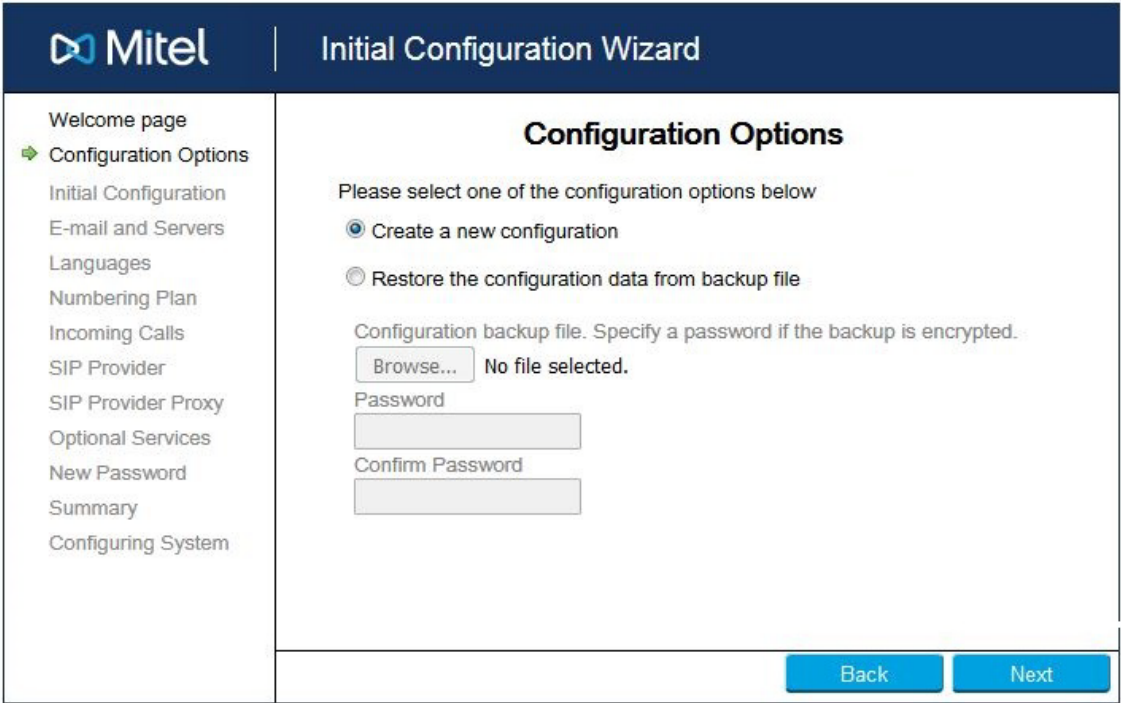 Mitel
Initial Configuration Wizard
Welcome page
Configuration Options
Initial Configuration
E-mail and Servers
Languages
Numbering Plan
Incoming Calls
SIP Provider
SIP Provider Proxy
Optional Services
New Password
Summary
Configuring System
Configuration Options
Please select one of the configuration options below
Create a new configuration
Restore the configuration data from backup file
Configuration backup file. Specify a password if the backup is encrypted.
Browse... No file selected.
Password
Confirm Password
Back Next